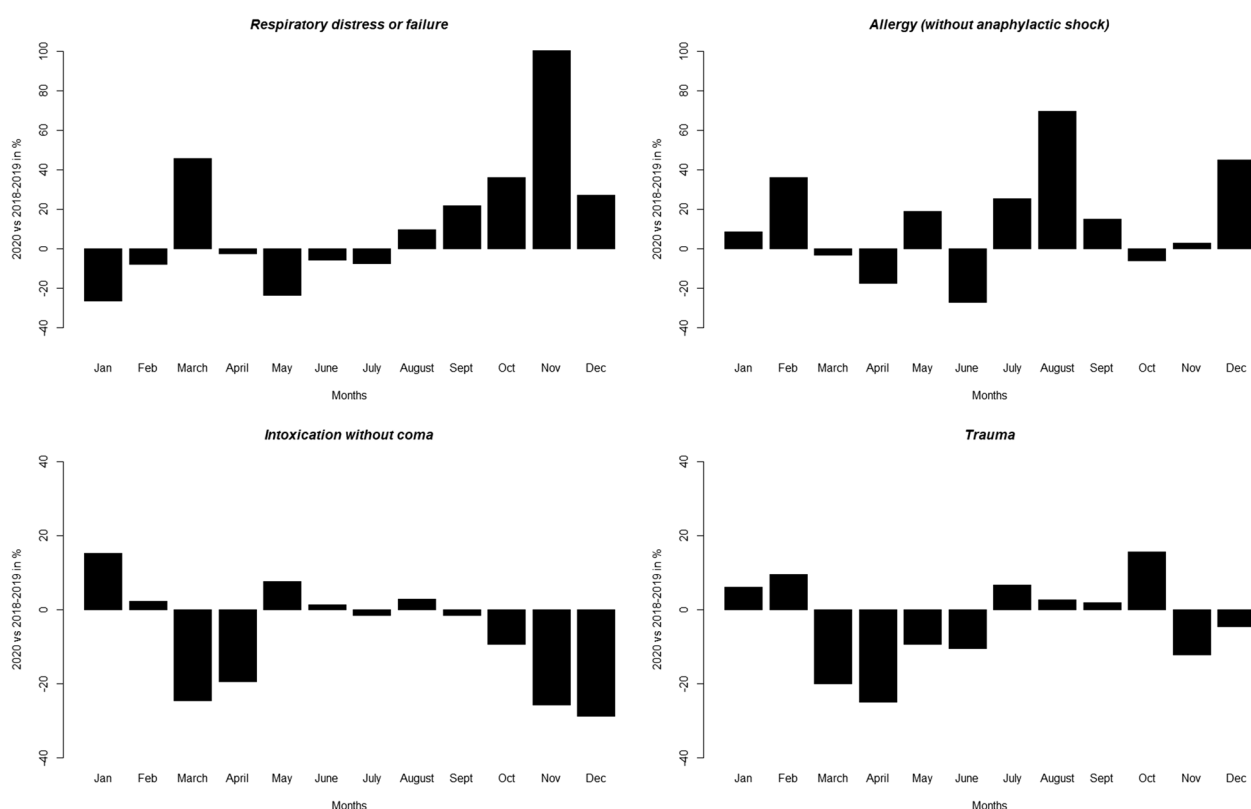 Respiratory distress or failure
2020 vs 2018-2019 in %
100
80
60
40
20
0
-20
-40
Jan Feb March April May June July August Sept Oct Nov Dec
Months
Allergy (without anaphylactic shock)
2020 vs 2018-2019 in %
100
80
60
40
20
0
-20
-40
Jan Feb March April May June July August Sept Oct Nov Dec
Months
Intoxication without coma
2020 vs 2018-2019 in %
40
20
0
-20
-40
Jan Feb March April May June July August Sept Oct Nov Dec
Months
Trauma
2020 vs 2018-2019 in %
40
20
0
-20
-40
Jan Feb March April May June July August Sept Oct Nov Dec
Months